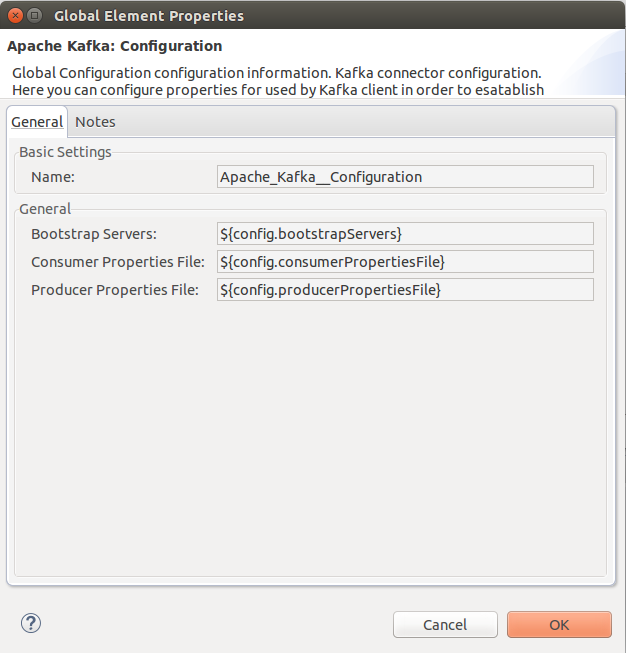 Global Element Properties
Apache Kafka: Configuration
Global Configuration configuration information. Kafka connector configuration.
Here you can configure properties for used by Kafka client in order to esatablish
General Notes
Basic Settings
Name: Apache_Kafka__Configuration
General
Bootstrap Servers: ${config.bootstrapServers}
Consumer Properties File: ${config.consumerPropertiesFile}
Producer Properties File: ${config.producerPropertiesFile}
? Cancel OK